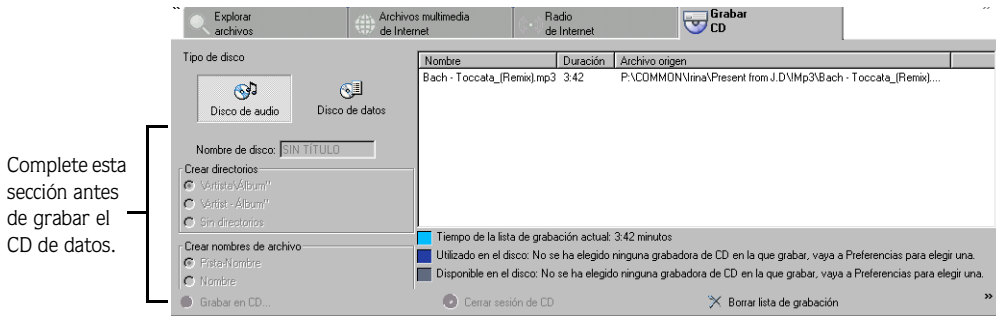 Explorar
archivos
Archivos multimedia
de Internet
Radio
de Internet
Grabar
CD
Tipo de disco
Disco de audio
Disco de datos
Nombre de disco: SIN TÍTULO
Crear directorios
\Artista\Álbum"
\Artist - Álbum"
Sin directorios
Crear nombres de archivo
Pista-Nombre
Nombre
Grabar en CD...
Complete esta
sección antes
de grabar el
CD de datos.
Nombre Duración Archivo origen
Bach - Toccata_(Remix).mp3 3:42 P:\COMMON\Irina\Present from J.D\!Mp3\Bach - Toccata_(Remix)....
Tiempo de la lista de grabación actual: 3:42 minutos
Utilizado en el disco: No se ha elegido ninguna grabadora de CD en la que grabar, vaya a Preferencias para elegir una.
Disponible en el disco: No se ha elegido ninguna grabadora de CD en la que grabar, vaya a Preferencias para elegir una.
Cerrar sesión de CD
Borrar lista de grabación
»